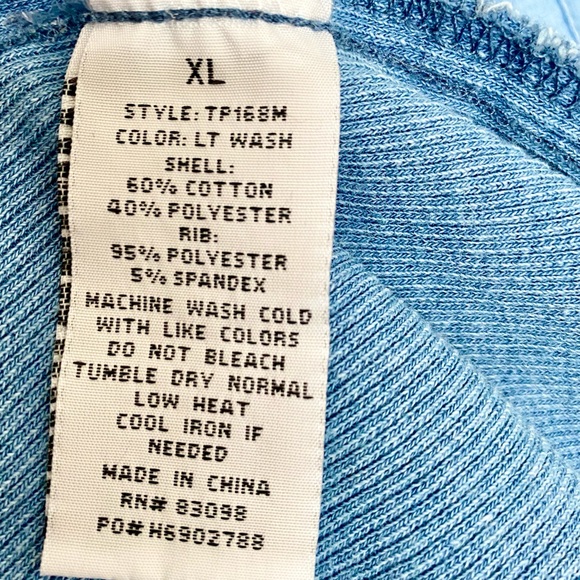 XL
STYLE: TP168M
COLOR: LT WASH
SHELL:
60% COTTON
40% POLYESTER
RIB:
95% POLYESTER
5% SPANDEX
MACHINE WASH COLD
WITH LIKE COLORS
DO NOT BLEACH
TUMBLE DRY NORMAL
LOW HEAT
COOL IRON IF
NEEDED
MADE IN CHINA
RN# 83098
PO# H6902788